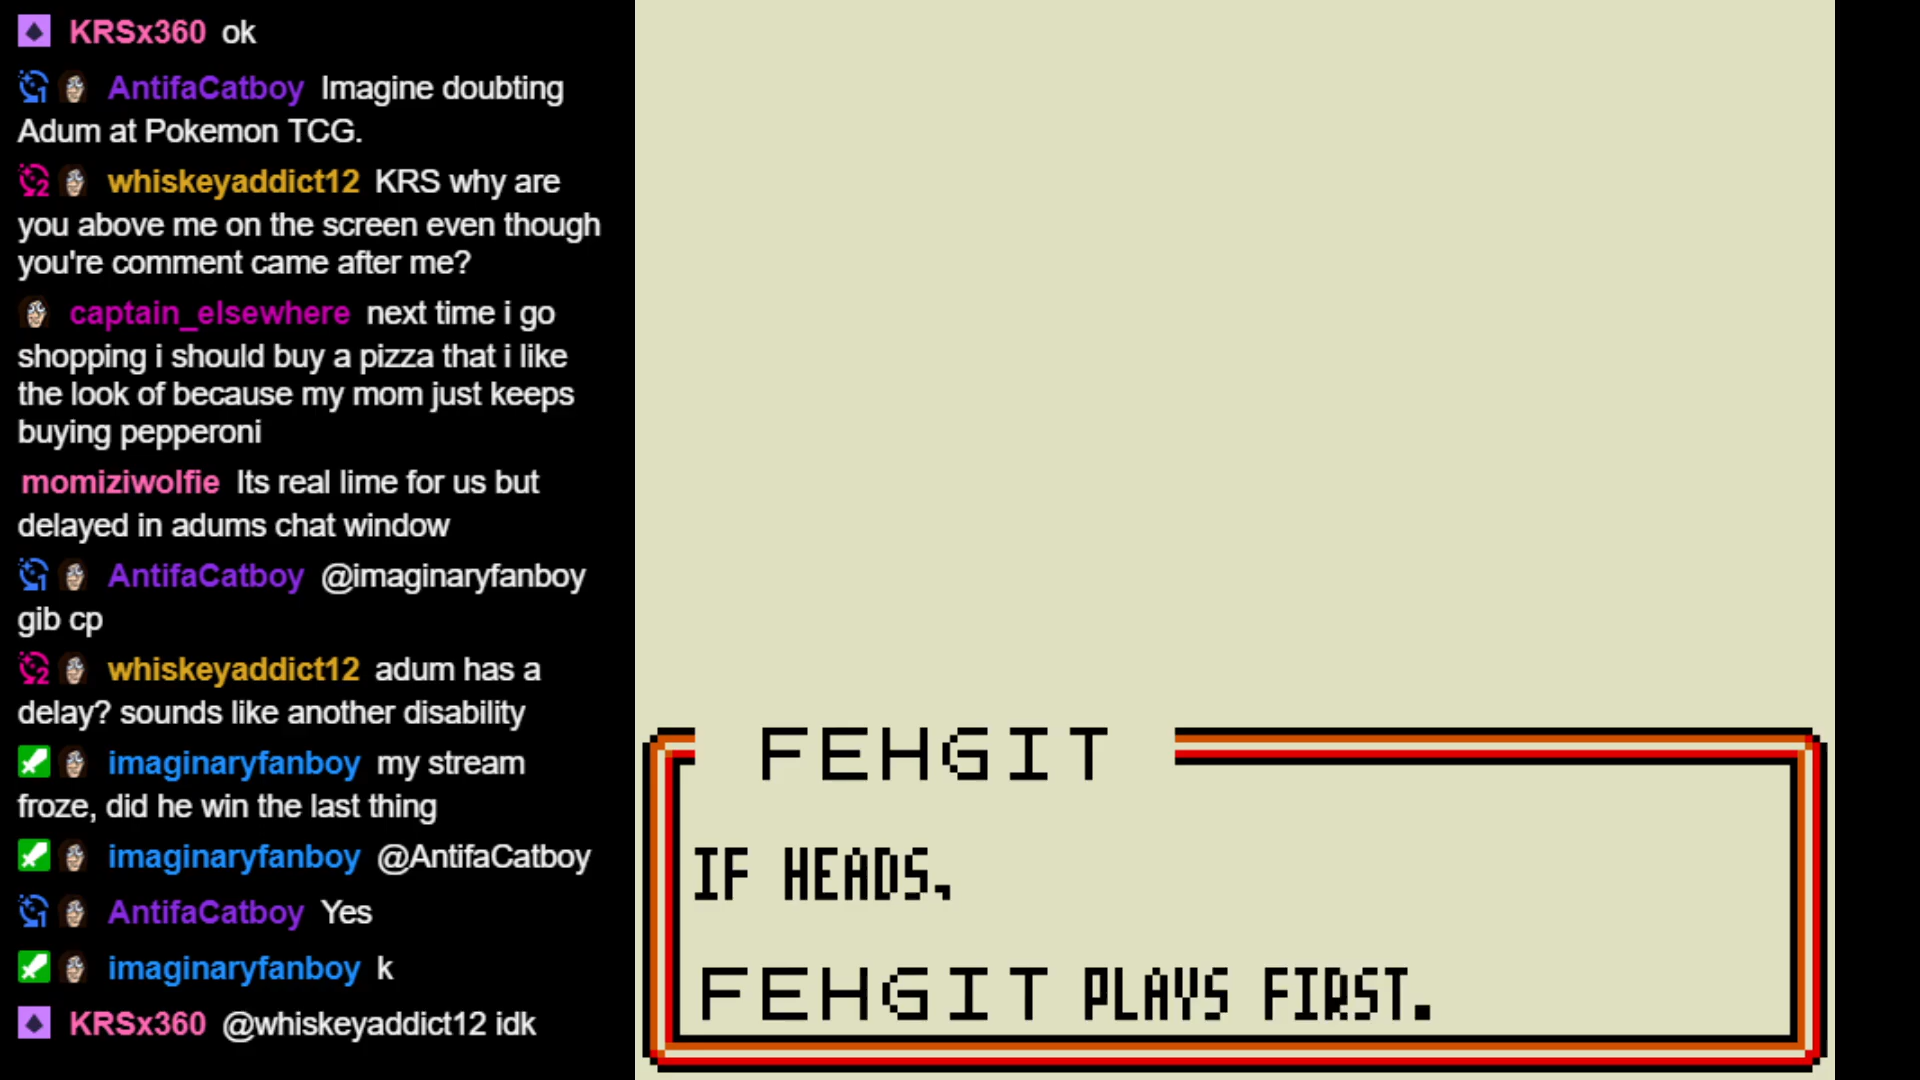 KRSx360 ok
AntifaCatboy Imagine doubting
Adum at Pokemon TCG.
whiskeyaddict12 KRS why are
you above me on the screen even though
you're comment came after me?
captain_elsewhere next time i go
shopping i should buy a pizza that i like
the look of because my mom just keeps
buying pepperoni
momiziwolfie Its real lime for us but
delayed in adums chat window
AntifaCatboy @imaginaryfanboy
gib cp
whiskeyaddict12 adum has a
delay? sounds like another disability
imaginaryfanboy my stream
froze, did he win the last thing
imaginaryfanboy @AntifaCatboy
AntifaCatboy Yes
imaginaryfanboy k
KRSx360 @whiskeyaddict12 idk
FEHGIT
IF HEADS,
FEHGIT PLAYS FIRST.